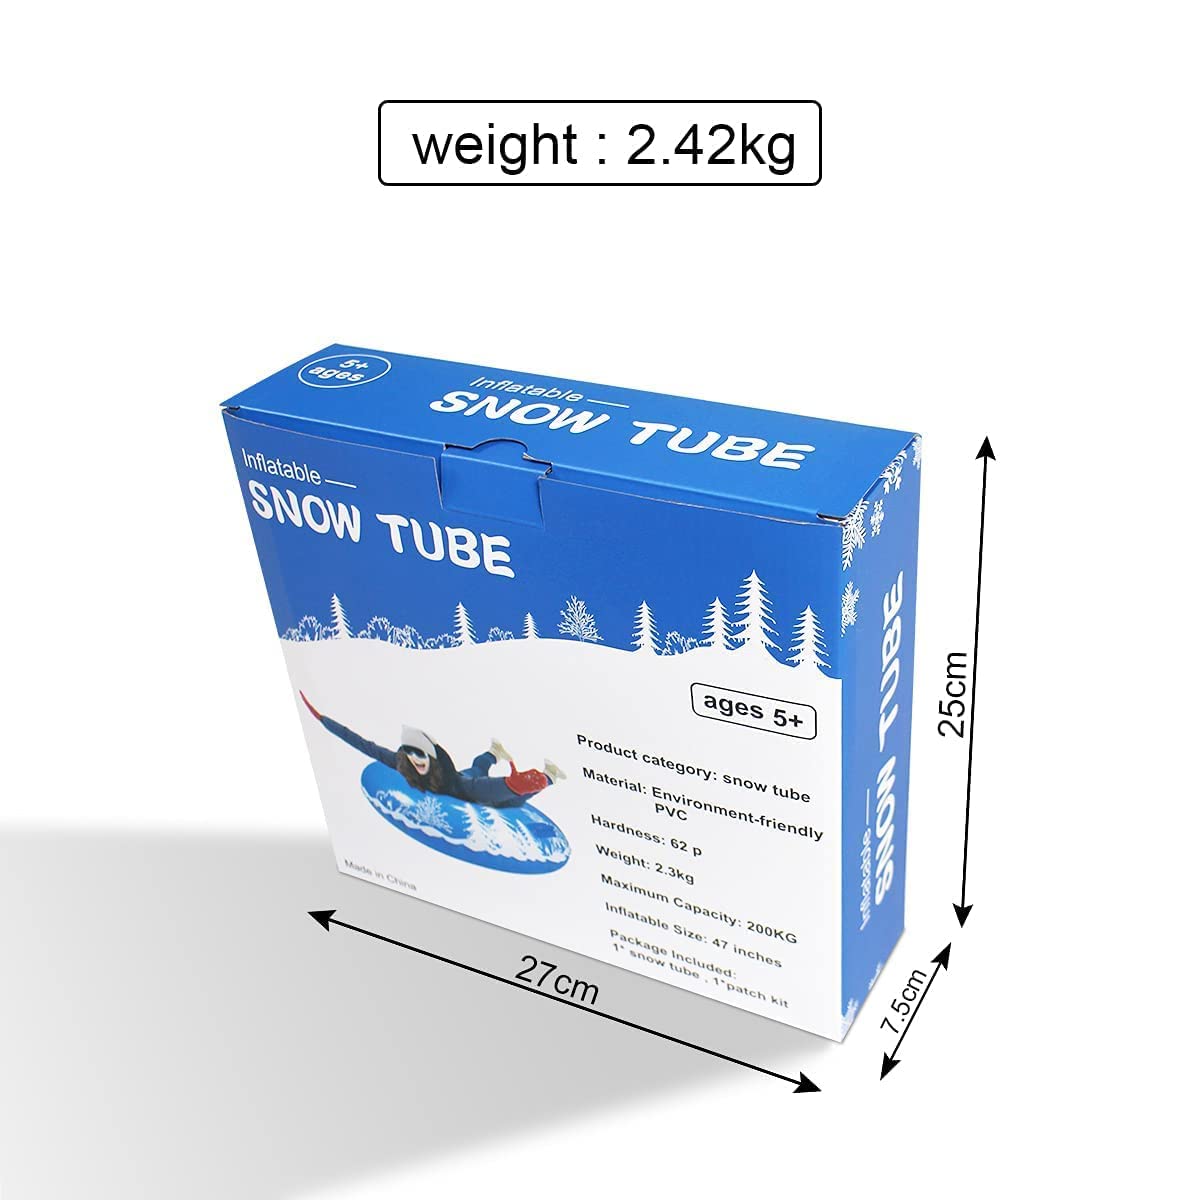 weight : 2.42kg
5+
ages
Inflatable
SNOW TUBE
Inflatable
SNOW TUBE
ages 5+
Product category: snow tube
Material: Environment-friendly
PVC
Hardness: 62 p
Weight: 2.3kg
Maximum Capacity: 200KG
Inflatable Size: 47 inches
Package Included:
1* snow tube , 1*patch kit
Made in China
Inflatable
SNOW TUBE
25cm
7.5cm
27cm